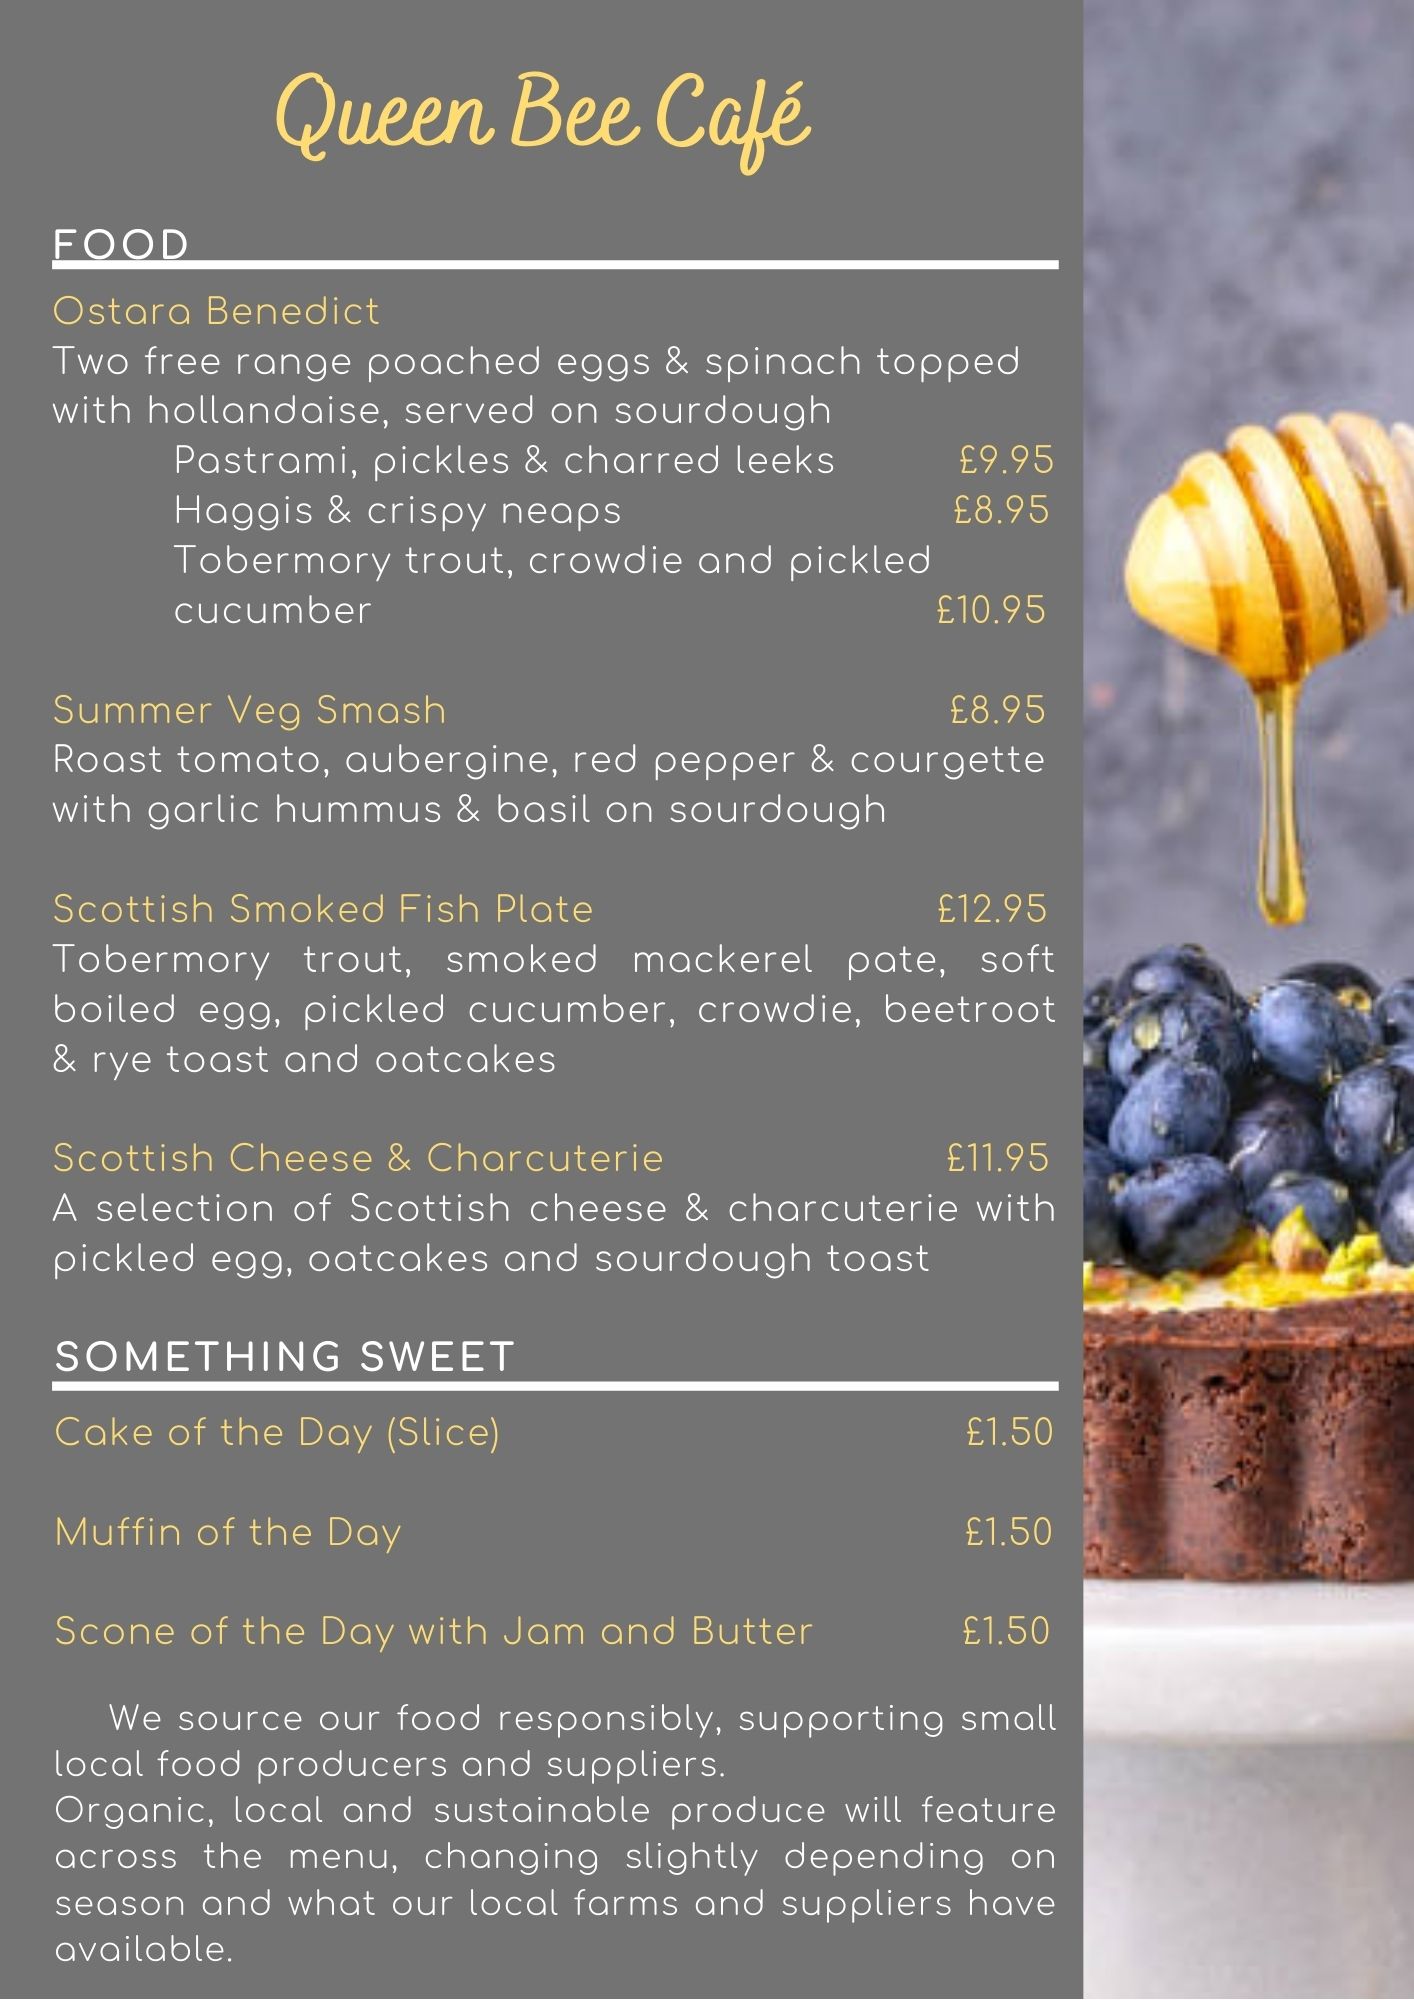 Queen Bee Café
FOOD
Ostara Benedict
Two free range poached eggs & spinach topped
with hollandaise, served on sourdough
Pastrami, pickles & charred leeks £9.95
Haggis & crispy neaps £8.95
Tobermory trout, crowdie and pickled
cucumber £10.95
Summer Veg Smash £8.95
Roast tomato, aubergine, red pepper & courgette
with garlic hummus & basil on sourdough
Scottish Smoked Fish Plate £12.95
Tobermory trout, smoked mackerel pate, soft
boiled egg, pickled cucumber, crowdie, beetroot
& rye toast and oatcakes
Scottish Cheese & Charcuterie £11.95
A selection of Scottish cheese & charcuterie with
pickled egg, oatcakes and sourdough toast
SOMETHING SWEET
Cake of the Day (Slice) £1.50
Muffin of the Day £1.50
Scone of the Day with Jam and Butter £1.50
We source our food responsibly, supporting small
local food producers and suppliers.
Organic, local and sustainable produce will feature
across the menu, changing slightly depending on
season and what our local farms and suppliers have
available.